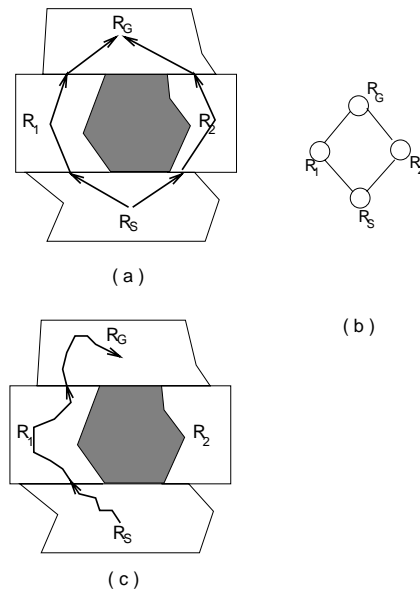 R_G
R_1
R_2
R_S
( a )
R_G
R_1
R_2
R_S
( b )
R_G
R_1
R_2
R_S
( c )